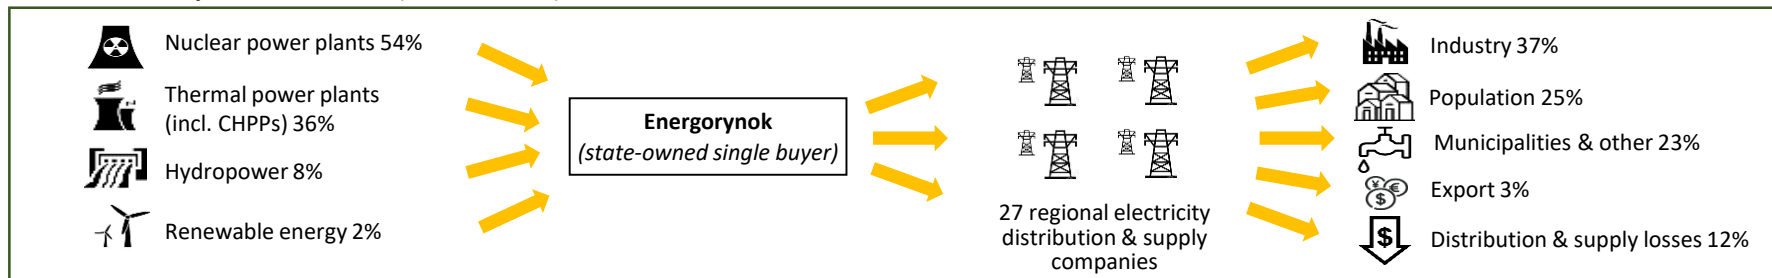 Nuclear power plants 54%
Thermal power plants
(incl. CHPPs) 36%
Hydropower 8%
Renewable energy 2%
Energorynok
(state-owned single buyer)
27 regional electricity
distribution & supply
companies
Industry 37%
Population 25%
Municipalities & other 23%
Export 3%
Distribution & supply losses 12%